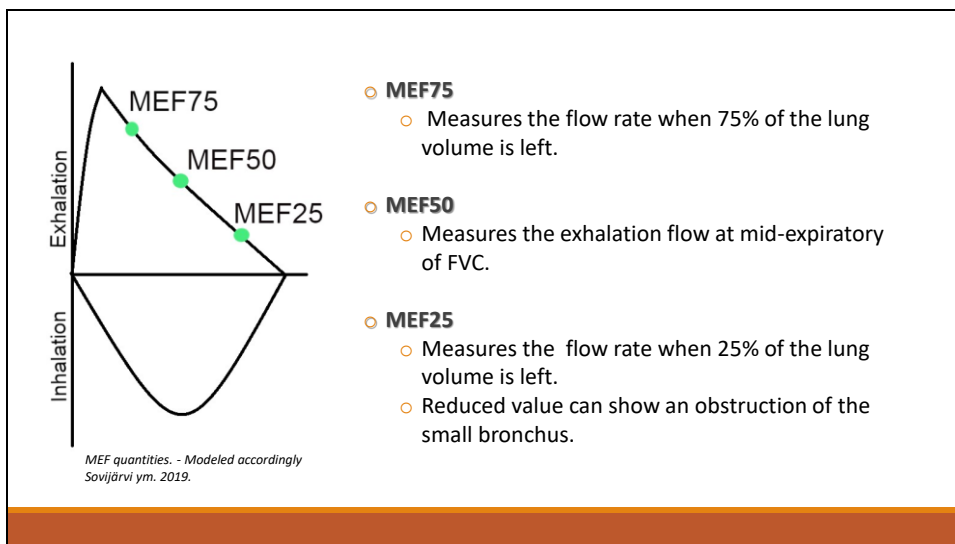 MEF75
MEF50
MEF25
Exhalation
Inhalation
MEF quantities. - Modeled accordingly
Sovijärvi ym. 2019.
MEF75
Measures the flow rate when 75% of the lung
volume is left.
MEF50
Measures the exhalation flow at mid-expiratory
of FVC.
MEF25
Measures the flow rate when 25% of the lung
volume is left.
Reduced value can show an obstruction of the
small bronchus.